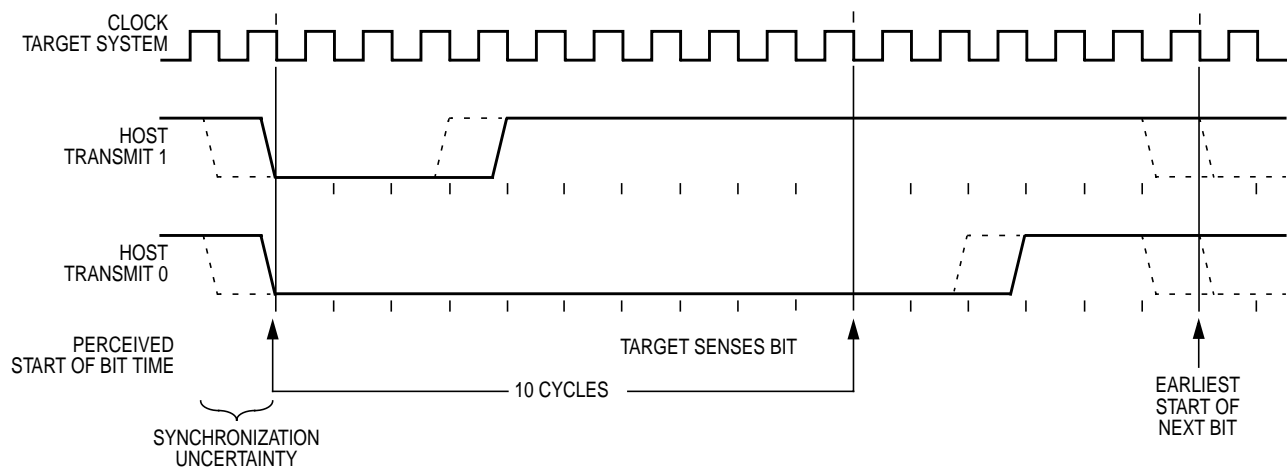 CLOCK
TARGET SYSTEM
HOST
TRANSMIT 1
HOST
TRANSMIT 0
PERCEIVED
START OF BIT TIME
TARGET SENSES BIT
10 CYCLES
EARLIEST
START OF
NEXT BIT
SYNCHRONIZATION
UNCERTAINTY